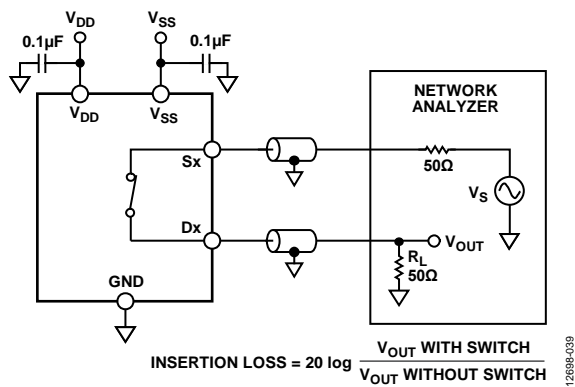 VDD
VSS
0.1µF
0.1µF
VDD
VSS
NETWORK
ANALYZER
Sx
50Ω
VS
Dx
VOUT
RL
50Ω
GND
INSERTION LOSS = 20 log VOUT WITH SWITCH
VOUT WITHOUT SWITCH
12698-039